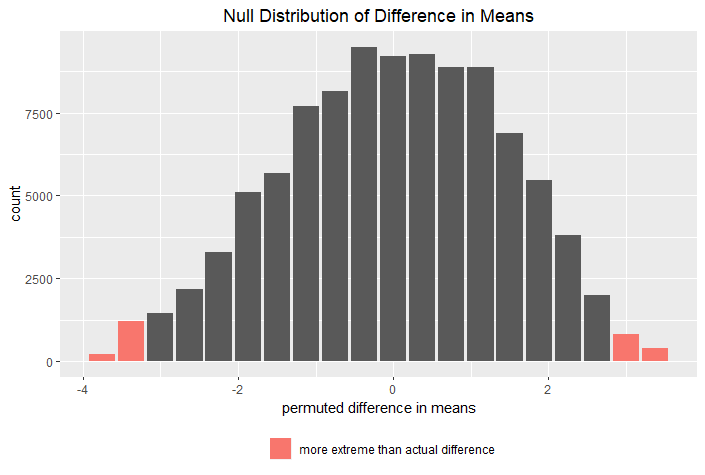 Null Distribution of Difference in Means
7500
5000
2500
0
count
-4
-2
0
2
permuted difference in means
more extreme than actual difference